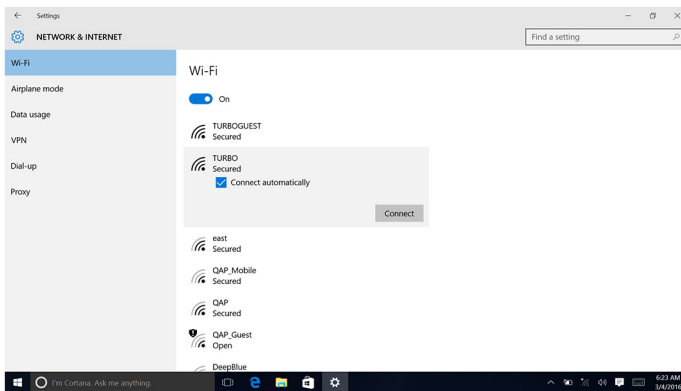 Settings
NETWORK & INTERNET
Find a setting
Wi-Fi
Airplane mode
Data usage
VPN
Dial-up
Proxy
Wi-Fi
On
TURBOGUEST
Secured
TURBO
Secured
Connect automatically
Connect
east
Secured
QAP_Mobile
Secured
QAP
Secured
QAP_Guest
Open
DeepBlue
I'm Cortana. Ask me anything.
6:23 AM
3/4/2016